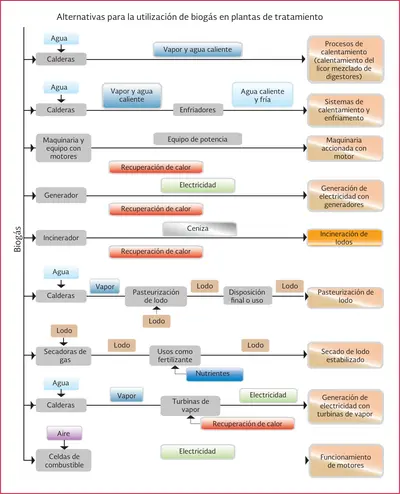 Alternativas para la utilización de biogás en plantas de tratamiento
Biogás
Agua
Calderas
Vapor y agua caliente
Procesos de
calentamiento
(calentamiento del
licor mezclado de
digestores)
Agua
Calderas
Vapor y agua
caliente
Enfriadores
Agua caliente
y fría
Sistemas de
calentamiento y
enfriamento
Maquinaria y
equipo con
motores
Equipo de potencia
Recuperación de calor
Maquinaria
accionada con
motor
Generador
Electricidad
Recuperación de calor
Generación de
electricidad con
generadores
Incinerador
Ceniza
Recuperación de calor
Incineración de
lodos
Agua
Calderas
Vapor
Pasteurización
de lodo
Lodo
Lodo
Disposición
final o uso
Lodo
Pasteurización de
lodo
Lodo
Secadoras de
gas
Lodo
Usos como
fertilizante
Nutrientes
Lodo
Secado de lodo
estabilizado
Agua
Calderas
Vapor
Turbinas de
vapor
Electricidad
Recuperación de calor
Generación de
electricidad con
turbinas de vapor
Aire
Celdas de
combustible
Electricidad
Funcionamiento
de motores